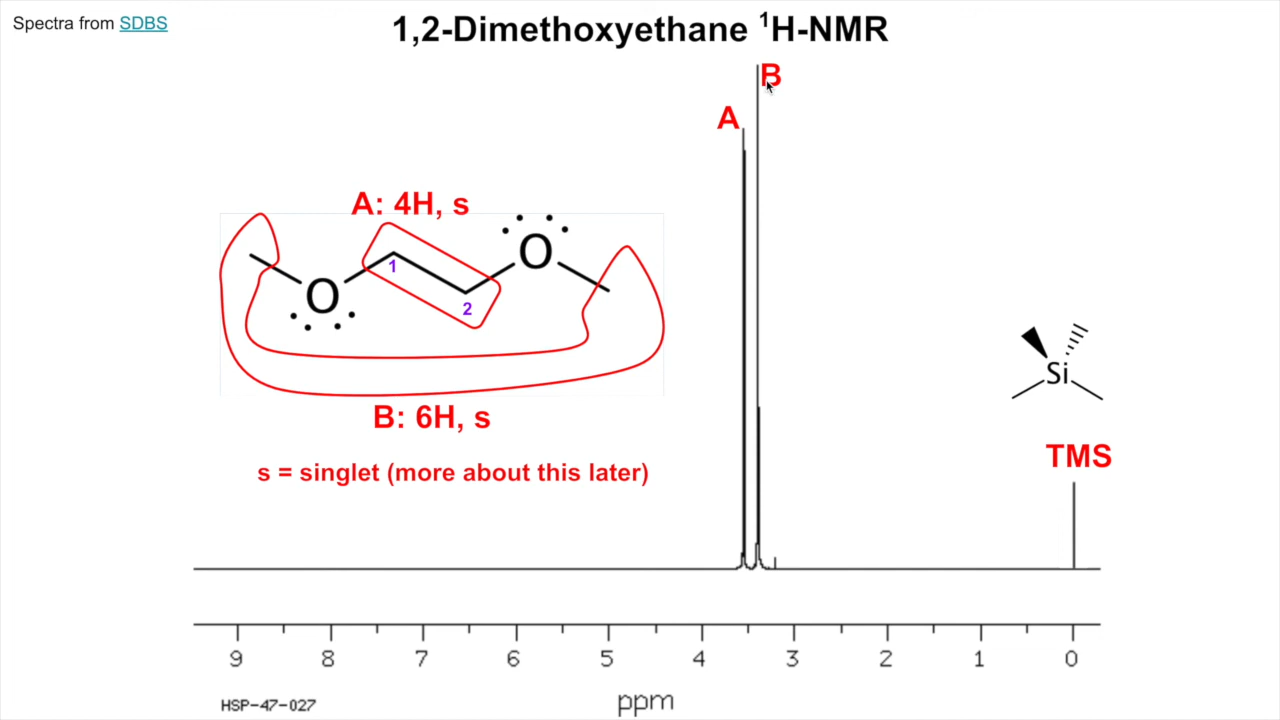 Spectra from SDBS
1,2-Dimethoxyethane ¹H-NMR
B
A
A: 4H, s
O
1
O
2
B: 6H, s
s = singlet (more about this later)
Si
TMS
9 8 7 6 5 4 3 2 1 0
HSP-47-027
ppm